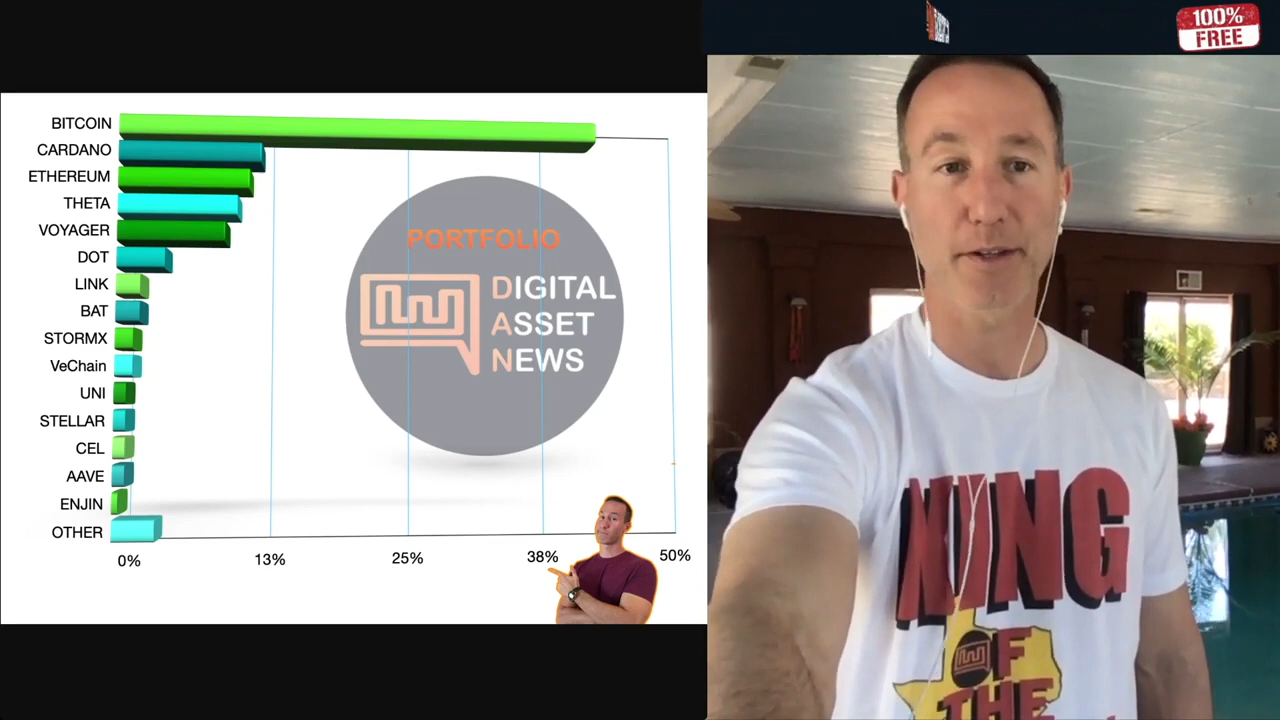 BITCOIN
CARDANO
ETHEREUM
THETA
VOYAGER
DOT
LINK
BAT
STORMX
VeChain
UNI
STELLAR
CEL
AAVE
ENJIN
OTHER
0%
13%
25%
38%
50%
PORTFOLIO
DIGITAL
ASSET
NEWS
100%
FREE
KING
OF
THE